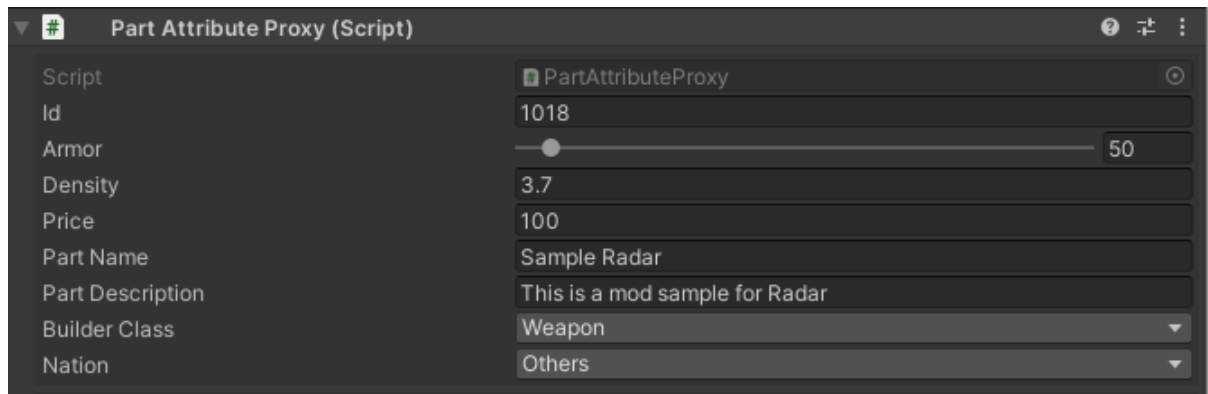 # Part Attribute Proxy (Script)
Script # PartAttributeProxy
Id 1018
Armor 50
Density 3.7
Price 100
Part Name Sample Radar
Part Description This is a mod sample for Radar
Builder Class Weapon
Nation Others